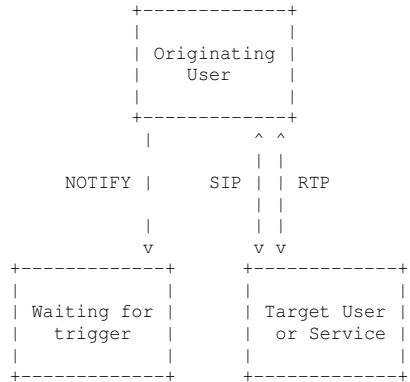 Originating
User
NOTIFY
SIP
RTP
Waiting for
trigger
Target User
or Service